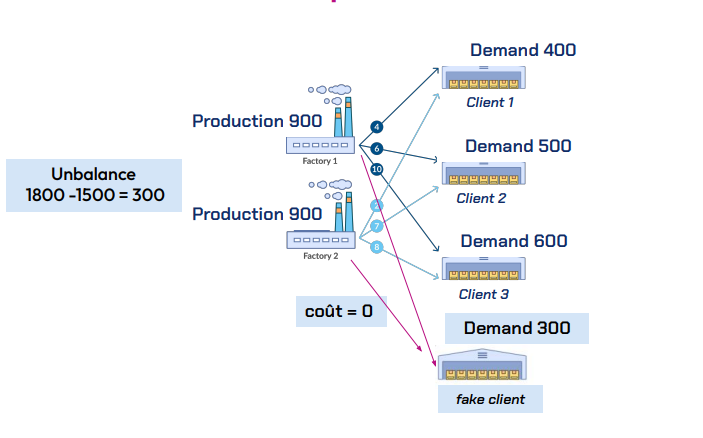 Demand 400
Client 1
Production 900
Factory 1
4
6
10
Demand 500
Client 2
Unbalance
1800 -1500 = 300
Production 900
Factory 2
7
8
Demand 600
Client 3
coût = 0
Demand 300
fake client